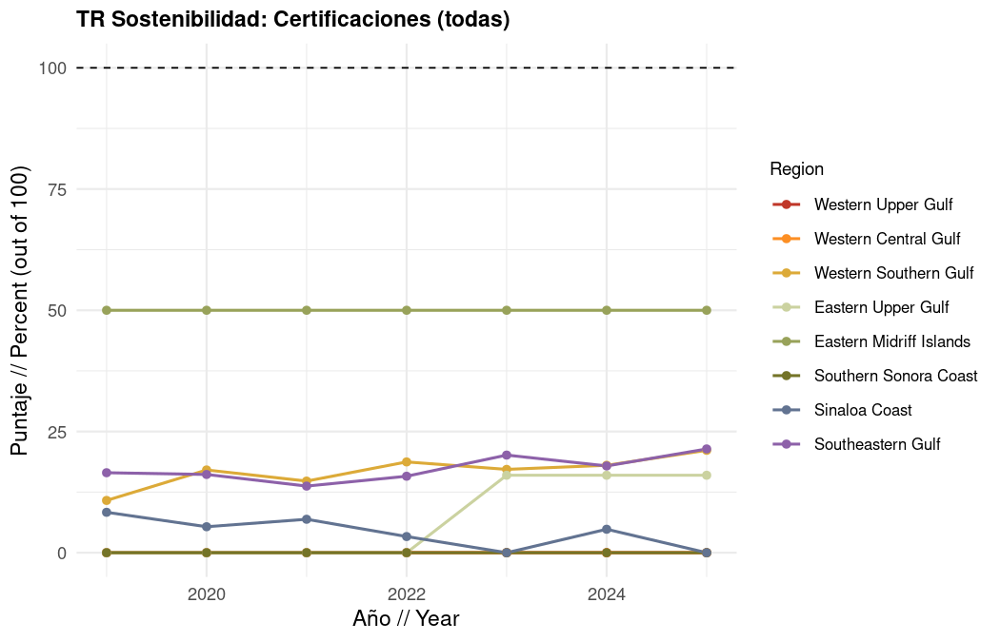 TR Sostenibilidad: Certificaciones (todas)
Puntaje // Percent (out of 100)
100
75
50
25
0
2020
2022
2024
Año // Year
Region
Western Upper Gulf
Western Central Gulf
Western Southern Gulf
Eastern Upper Gulf
Eastern Midriff Islands
Southern Sonora Coast
Sinaloa Coast
Southeastern Gulf